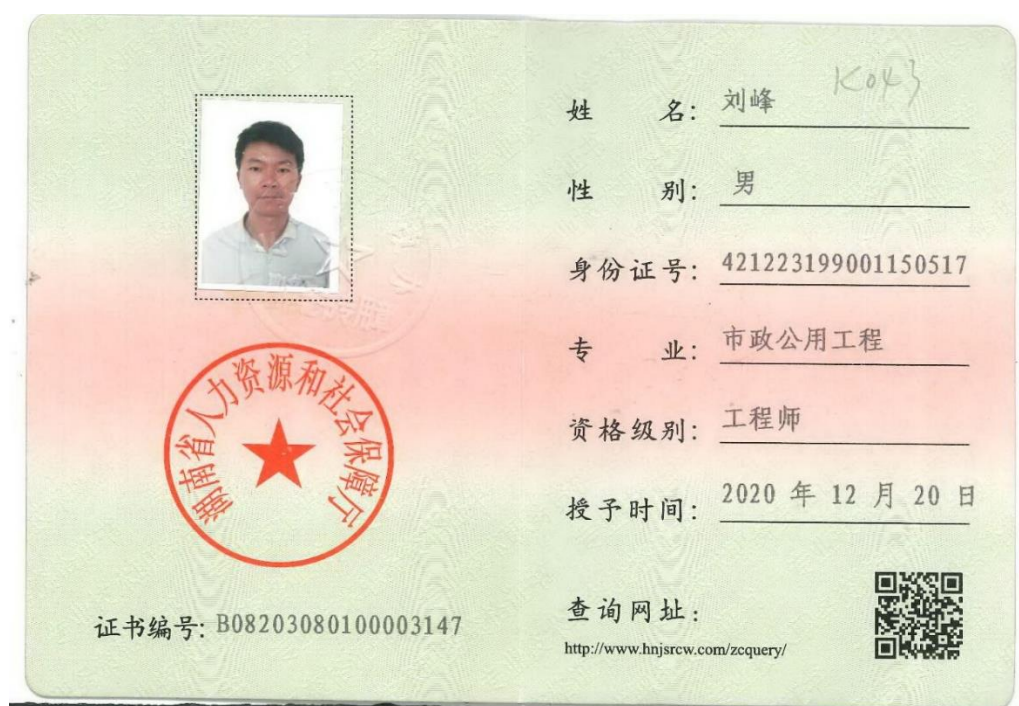 K043
姓 名: 刘峰
性 别: 男
身份证号: 421223199001150517
专 业: 市政公用工程
资格级别: 工程师
授予时间: 2020 年 12 月 20 日
湖南省人力资源和社会保障厅
证书编号: B08203080100003147
查询网址:
http://www.hnjsrcw.com/zcquery/